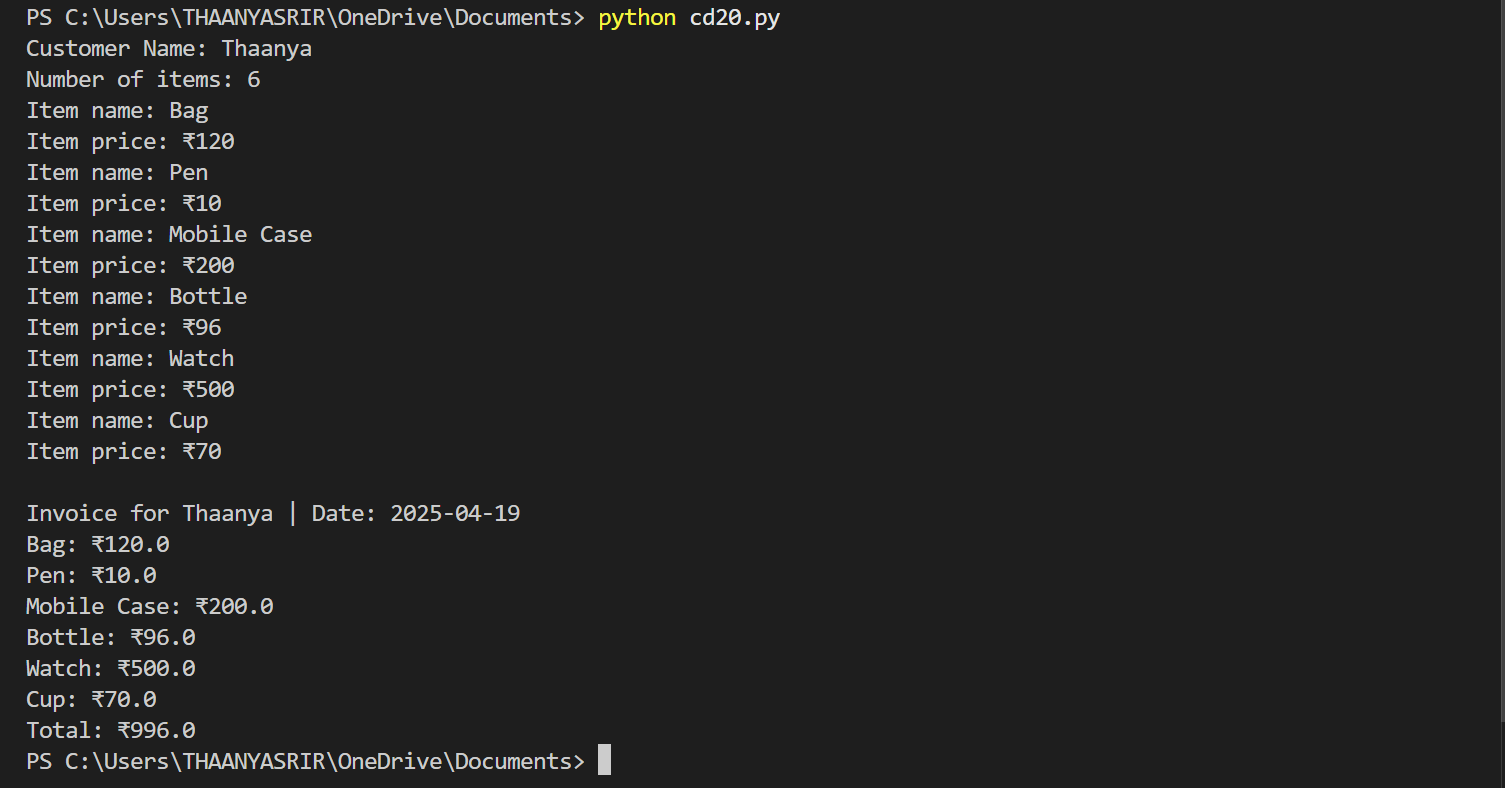 PS C:\Users\THAANYASRIR\OneDrive\Documents> python cd20.py
Customer Name: Thaanya
Number of items: 6
Item name: Bag
Item price: ₹120
Item name: Pen
Item price: ₹10
Item name: Mobile Case
Item price: ₹200
Item name: Bottle
Item price: ₹96
Item name: Watch
Item price: ₹500
Item name: Cup
Item price: ₹70
Invoice for Thaanya | Date: 2025-04-19
Bag: ₹120.0
Pen: ₹10.0
Mobile Case: ₹200.0
Bottle: ₹96.0
Watch: ₹500.0
Cup: ₹70.0
Total: ₹996.0
PS C:\Users\THAANYASRIR\OneDrive\Documents>